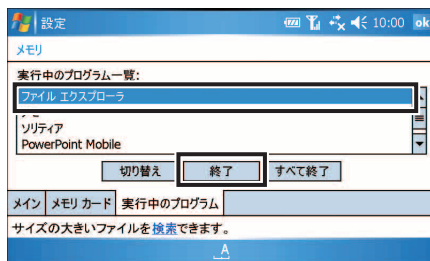 設定 10:00 ok
メモリ
実行中のプログラム一覧:
ファイル エクスプローラ
ソリティア
PowerPoint Mobile
切り替え 終了 すべて終了
メイン メモリ カード 実行中のプログラム
サイズの大きいファイルを検索できます。
A